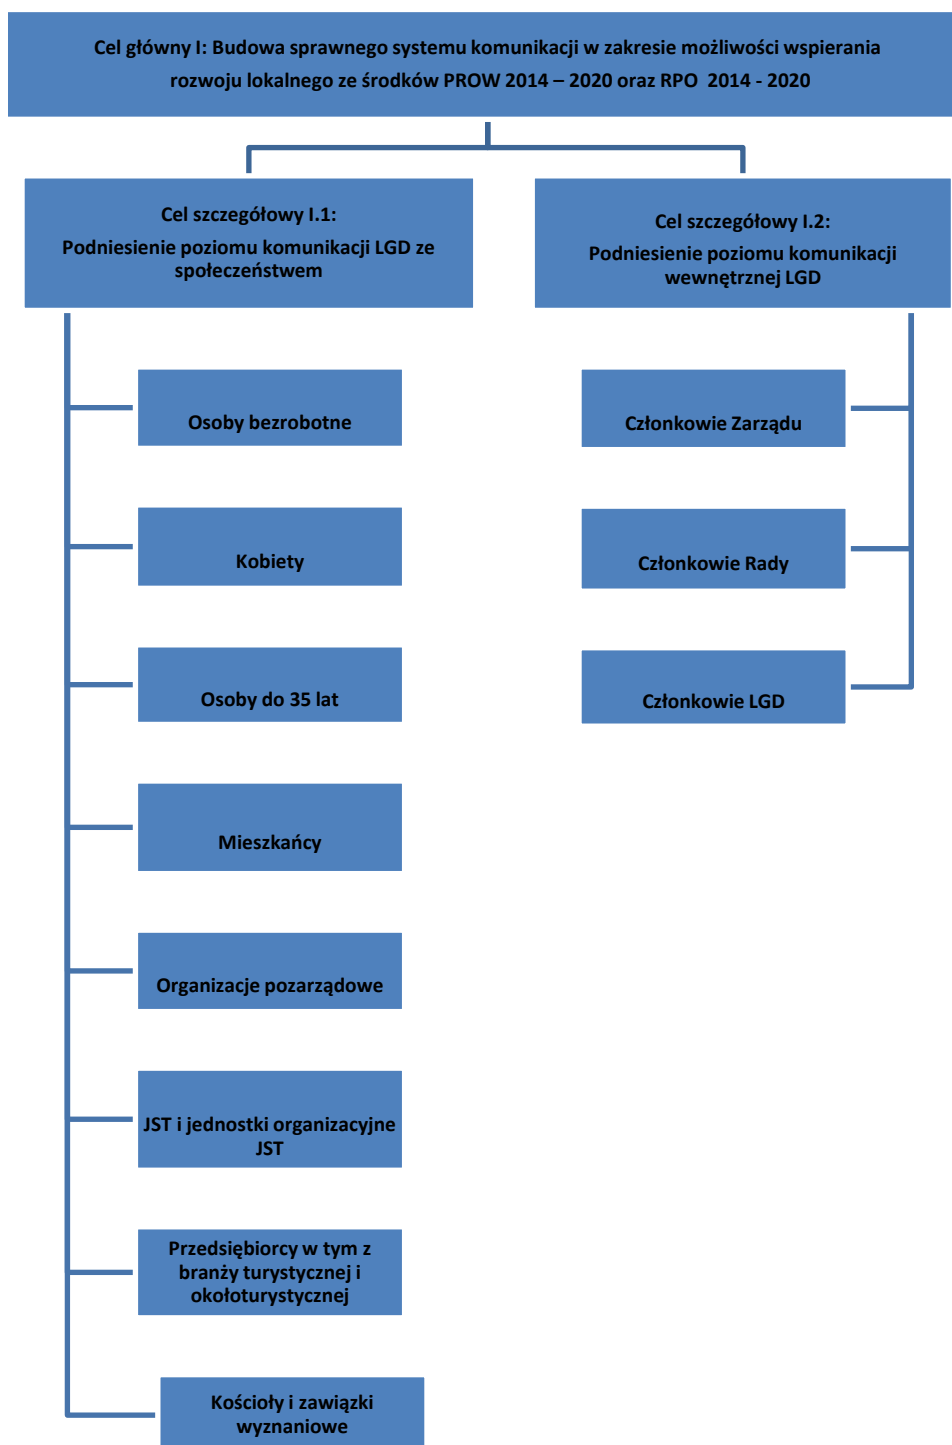 Cel główny I: Budowa sprawnego systemu komunikacji w zakresie możliwości wspierania
rozwoju lokalnego ze środków PROW 2014 – 2020 oraz RPO 2014 - 2020
Cel szczegółowy I.1:
Podniesienie poziomu komunikacji LGD ze
społeczeństwem
Osoby bezrobotne
Kobiety
Osoby do 35 lat
Mieszkańcy
Organizacje pozarządowe
JST i jednostki organizacyjne
JST
Przedsiębiorcy w tym z
branży turystycznej i
okołoturystycznej
Kościoły i zawiązki
wyznaniowe
Cel szczegółowy I.2:
Podniesienie poziomu komunikacji
wewnętrznej LGD
Członkowie Zarządu
Członkowie Rady
Członkowie LGD